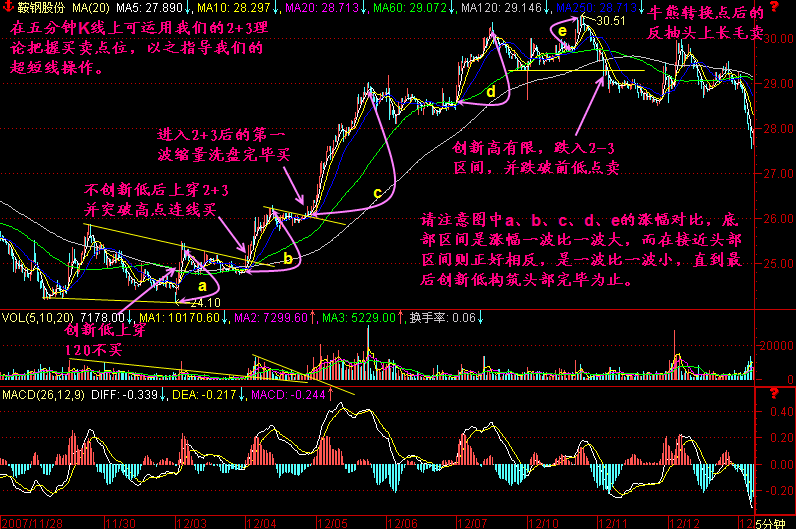 鞍钢股份 MA(20) MA5: 27.890↓, MA10: 28.297↓, MA20: 28.713↓, MA60: 29.072↓, MA120: 29.146↓, MA250: 28.713↓
在五分钟K线上可运用我们的2+3理
论把握买卖点位，以之指导我们的
超短线操作。
牛熊转换点后的
反抽头上长毛卖
30.51
e
d
30.00
29.00
28.00
27.00
26.00
25.00
进入2+3后的第一
波缩量洗盘完毕买
创新高有限，跌入2-3
区间，并跌破前低点卖
不创新低后上穿2+3
并突破高点连线买
c
请注意图中a、b、c、d、e的涨幅对比，底
部区间是涨幅一波比一波大，而在接近头部
区间则正好相反，是一波比一波小，直到最
后创新低构筑头部完毕为止。
b
a
24.10
VOL(5,10,20) 7178.00↓, MA1: 10170.60↓, MA2: 7299.60↑, MA3: 5229.00↑, 换手率: 0.06↓
创新低上穿
120不买
20000
0
MACD(26,12,9) DIFF: -0.339↓, DEA: -0.217↓, MACD: -0.244↑
0.40
0.20
0.00
-0.20
2007/11/28 11/30 12/03 12/04 12/05 12/06 12/07 12/10 12/11 12/12 12/1 5分钟